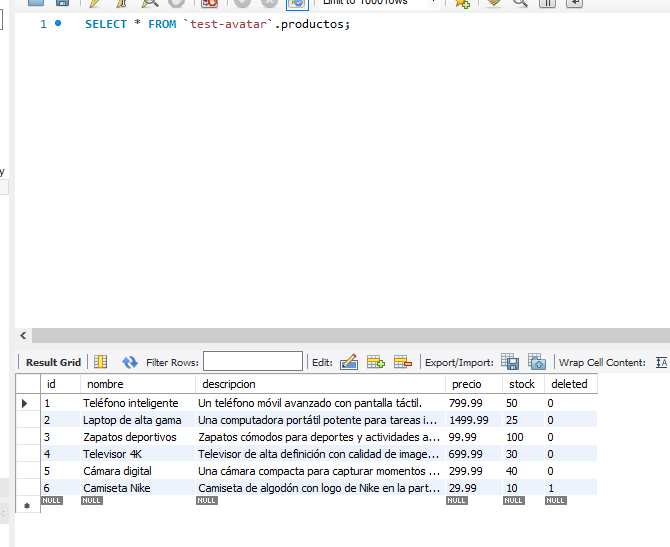 Limit to 1000 rows
1 SELECT * FROM `test-avatar`.productos;
y
Result Grid Filter Rows: Edit: Export/Import: Wrap Cell Content:
id nombre descripcion precio stock deleted
1 Teléfono inteligente Un teléfono móvil avanzado con pantalla táctil. 799.99 50 0
2 Laptop de alta gama Una computadora portátil potente para tareas i... 1499.99 25 0
3 Zapatos deportivos Zapatos cómodos para deportes y actividades a... 99.99 100 0
4 Televisor 4K Televisor de alta definición con calidad de image... 699.99 30 0
5 Cámara digital Una cámara compacta para capturar momentos ... 299.99 40 0
6 Camiseta Nike Camiseta de algodón con logo de Nike en la part... 29.99 10 1
NULL NULL NULL NULL NULL NULL